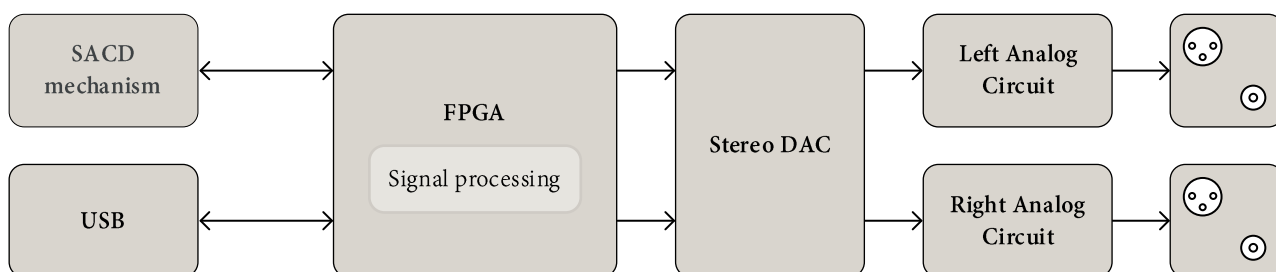 SACD
mechanism
USB
FPGA
Signal processing
Stereo DAC
Left Analog
Circuit
Right Analog
Circuit